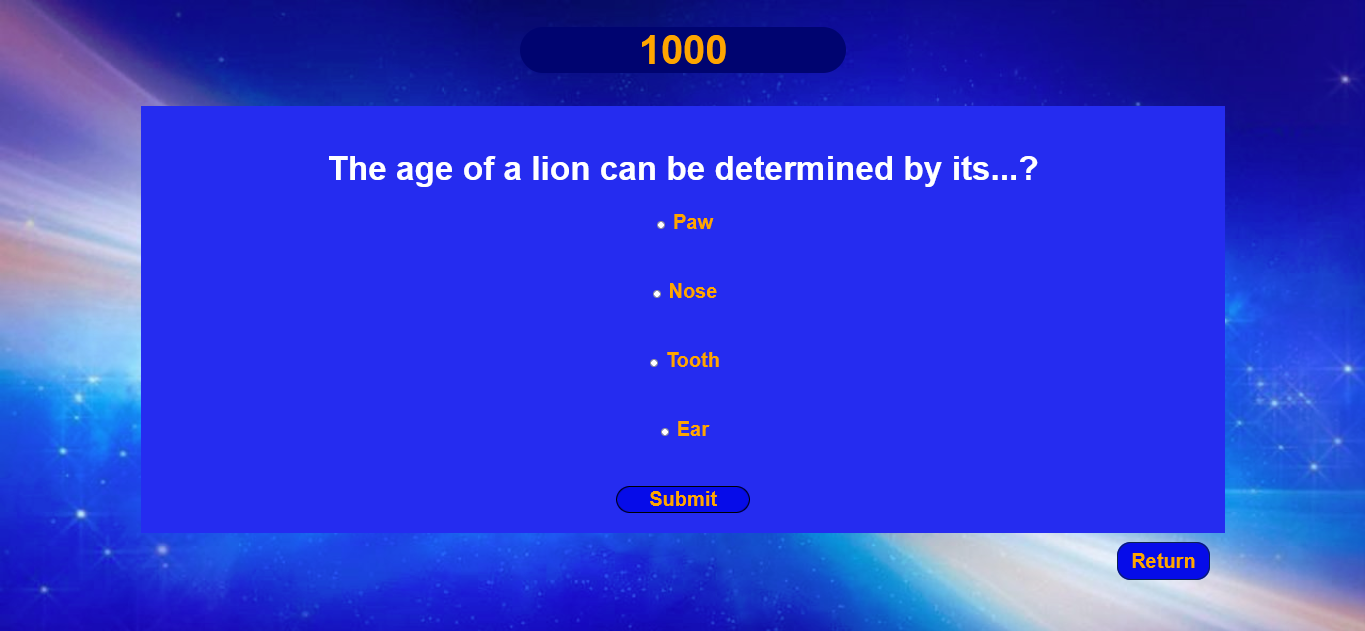 1000
The age of a lion can be determined by its...?
Paw
Nose
Tooth
Ear
Submit
Return